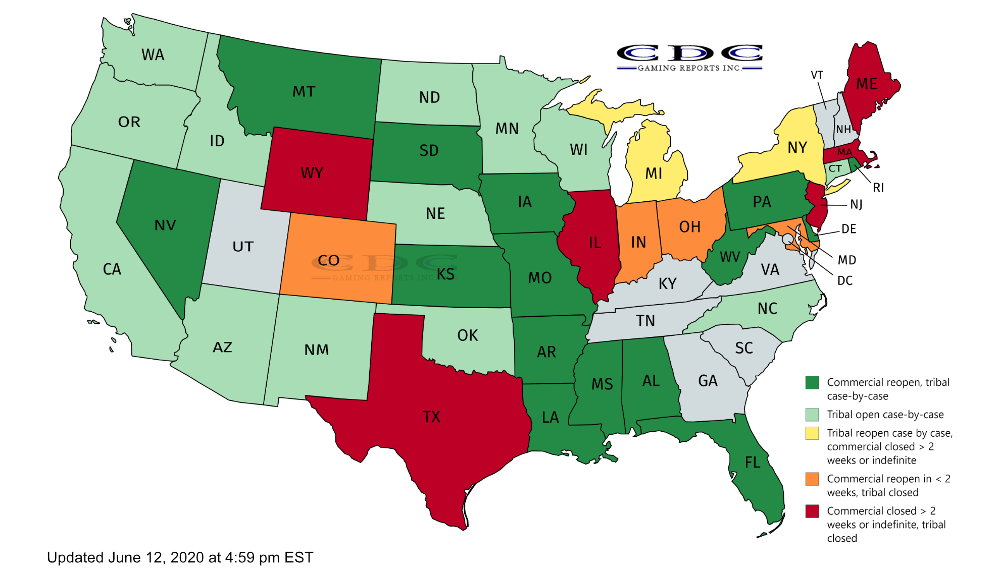 CDC
GAMING REPORTS INC.
WA
MT
ND
MN
OR
ID
SD
WI
WY
MI
NY
VT
NH
ME
MA
CT
RI
NJ
DE
MD
DC
NV
UT
CO
NE
IA
IL
IN
OH
PA
CA
CDC
GAMING REPORTS INC.
KS
MO
KY
WV
VA
AZ
NM
OK
AR
TN
NC
SC
TX
LA
MS
AL
GA
FL
Commercial reopen, tribal
case-by-case
Tribal open case-by-case
Tribal reopen case by case,
commercial closed > 2
weeks or indefinite
Commercial reopen in < 2
weeks, tribal closed
Commercial closed > 2
weeks or indefinite, tribal
closed
Updated June 12, 2020 at 4:59 pm EST